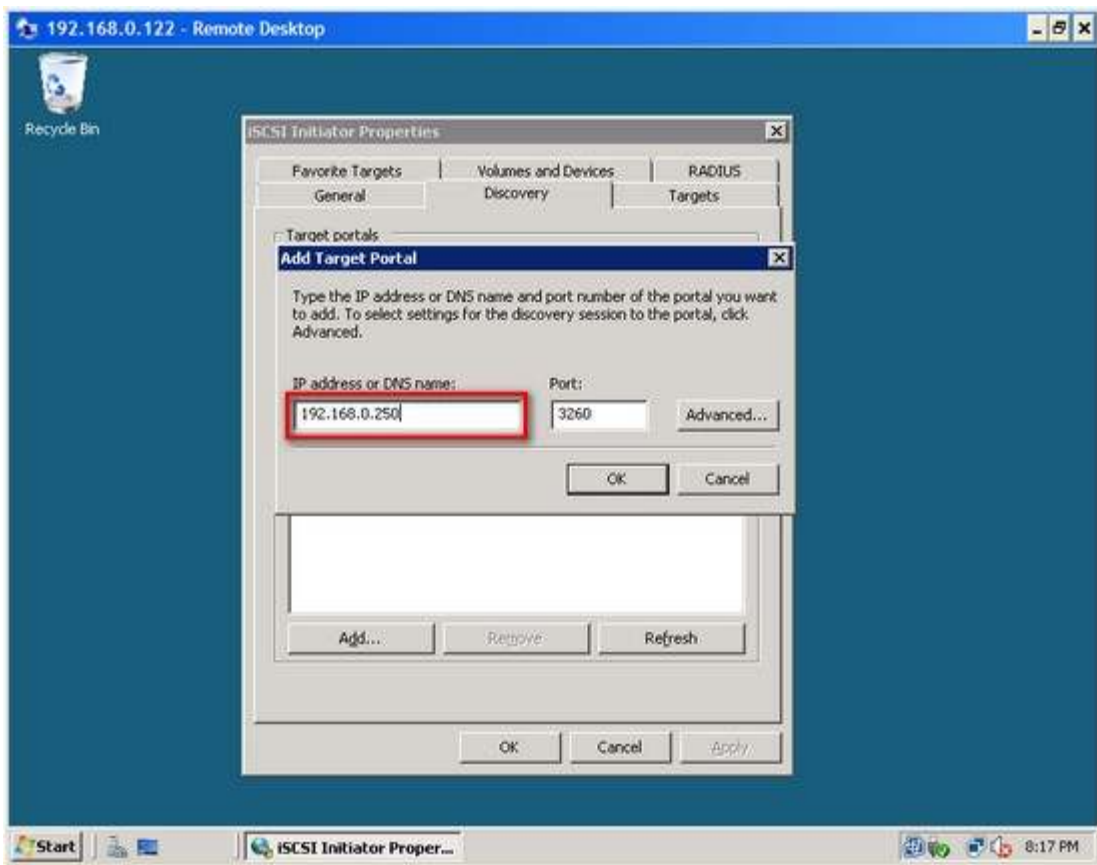 192.168.0.122 - Remote Desktop
Recycle Bin
iSCSI Initiator Properties
Favorite Targets
Volumes and Devices
RADIUS
General
Discovery
Targets
Target portals
Add Target Portal
Type the IP address or DNS name and port number of the portal you want
to add. To select settings for the discovery session to the portal, click
Advanced.
IP address or DNS name:
Port:
192.168.0.250
3260
Advanced...
OK
Cancel
Add...
Remove
Refresh
OK
Cancel
Apply
Start
iSCSI Initiator Proper...
8:17 PM